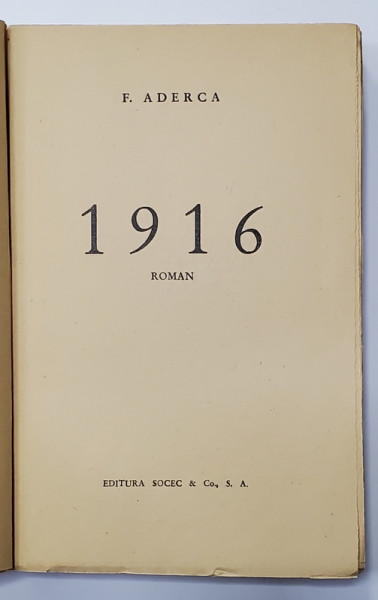 F. ADERCA
1916
ROMAN
EDITURA SOCEC & Co., S. A.